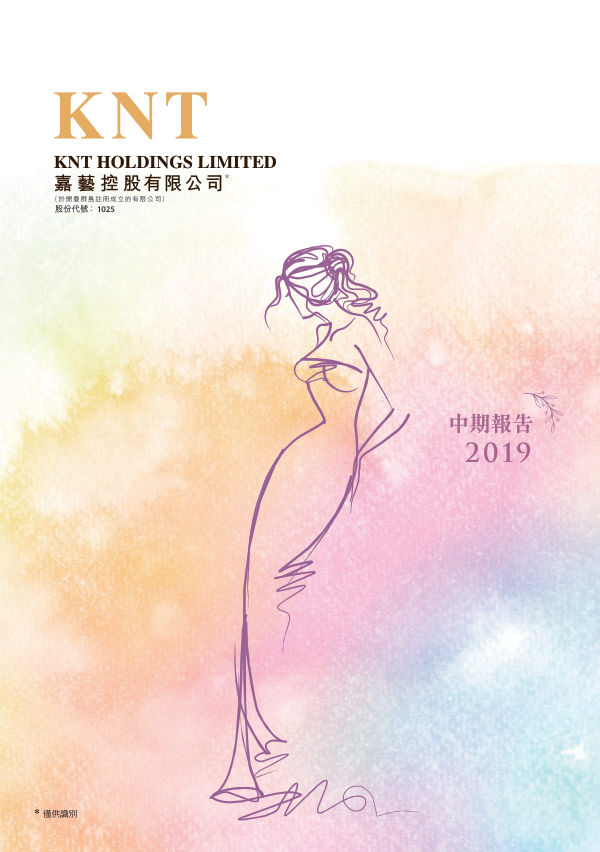 KNT
KNT HOLDINGS LIMITED
嘉藝控股有限公司*
（於開曼群島註冊成立的有限公司）
股份代號：1025
中期報告
2019
* 僅供識別